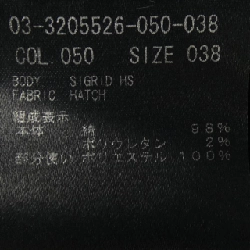 03-3205526-050-038
COL 050 SIZE 038
BODY SIGRID HS
FABRIC HATCH
組成表示
本体 綿 98%
ポリウレタン 2%
部分使い ポリエステル 100%